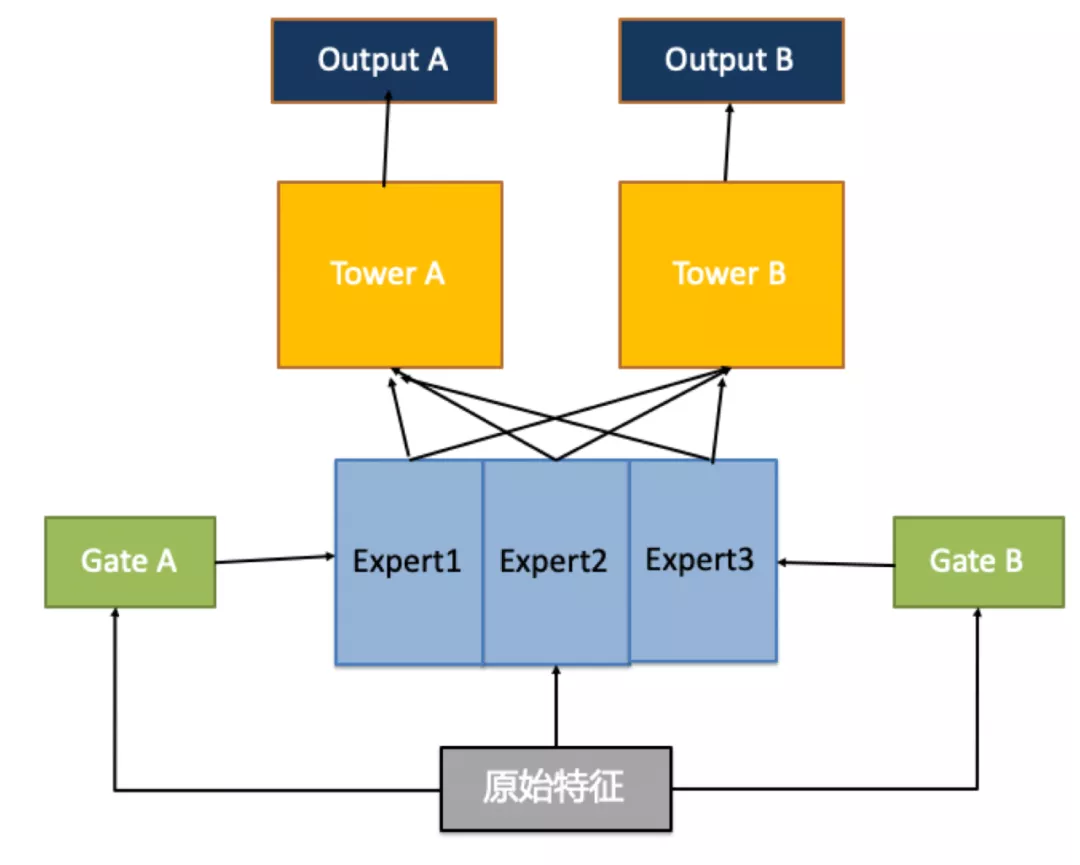 Output A
Output B
Tower A
Tower B
Gate A
Expert1
Expert2
Expert3
Gate B
原始特征